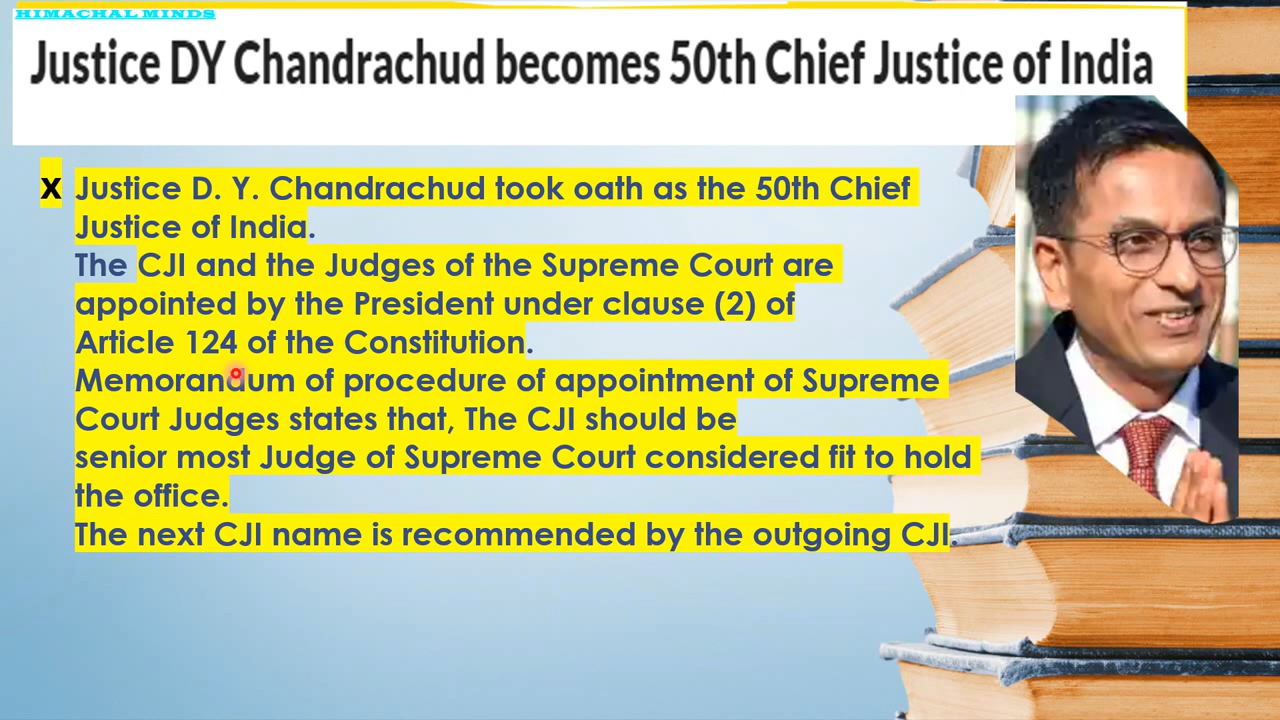 HIMACHAL MINDS
Justice DY Chandrachud becomes 50th Chief Justice of India
x Justice D. Y. Chandrachud took oath as the 50th Chief
Justice of India.
The CJI and the Judges of the Supreme Court are
appointed by the President under clause (2) of
Article 124 of the Constitution.
Memorandum of procedure of appointment of Supreme
Court Judges states that, The CJI should be
senior most Judge of Supreme Court considered fit to hold
the office.
The next CJI name is recommended by the outgoing CJI.